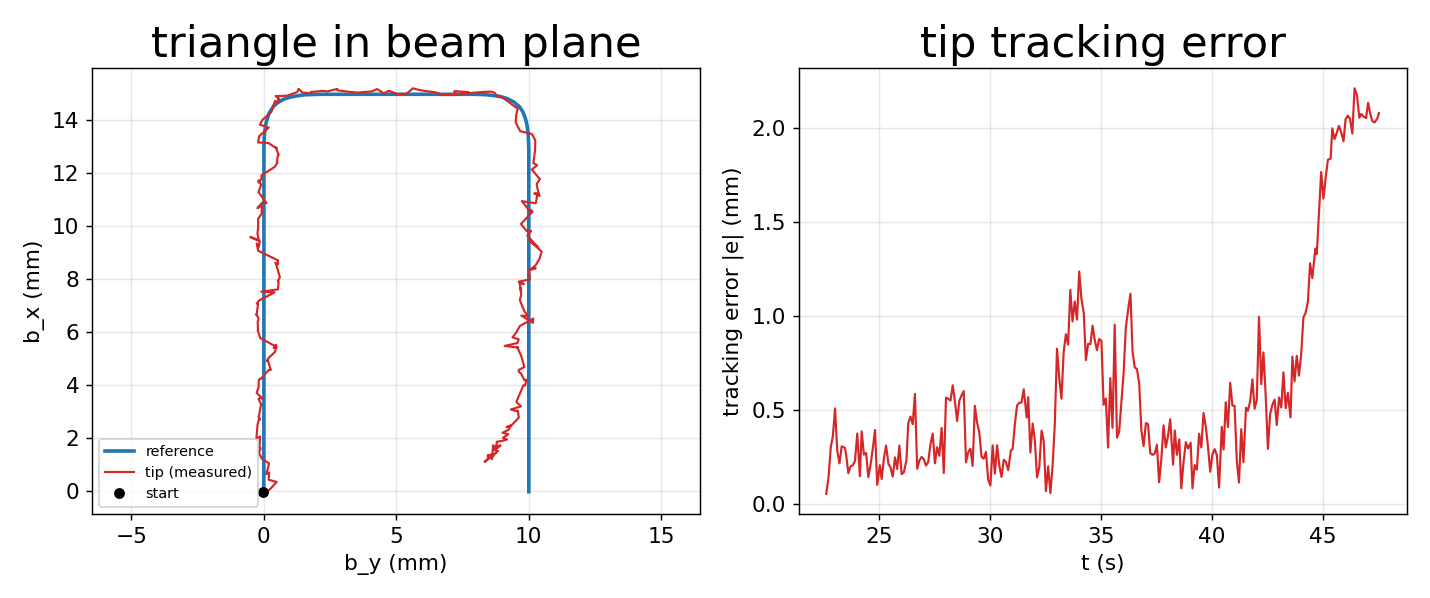 triangle in beam plane
b_x (mm)
14
12
10
8
6
4
2
0
reference
tip (measured)
start
−5
0
5
10
15
b_y (mm)
tip tracking error
tracking error |e| (mm)
2.0
1.5
1.0
0.5
0.0
25
30
35
40
45
t (s)